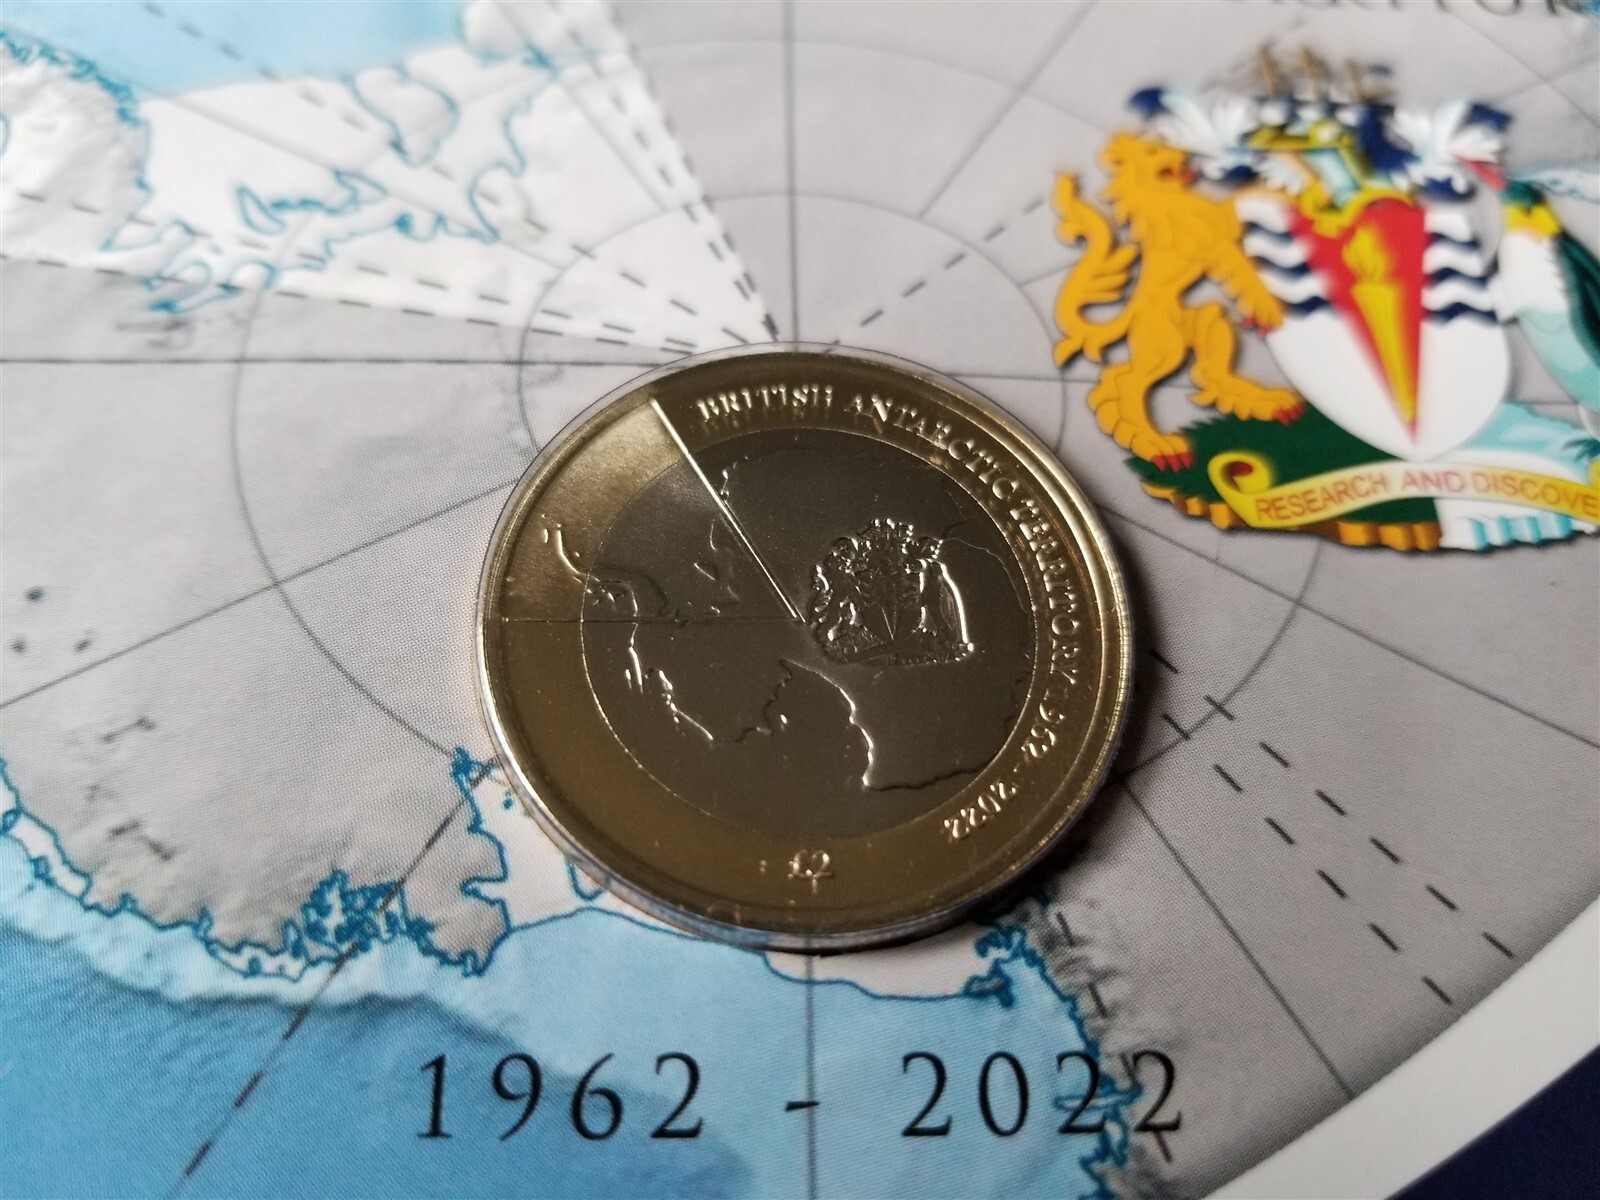 RESEARCH AND DISCOVE
BRITISH ANTARCTIC TERRITORY 1962 - 2022
£2
1962 - 2022